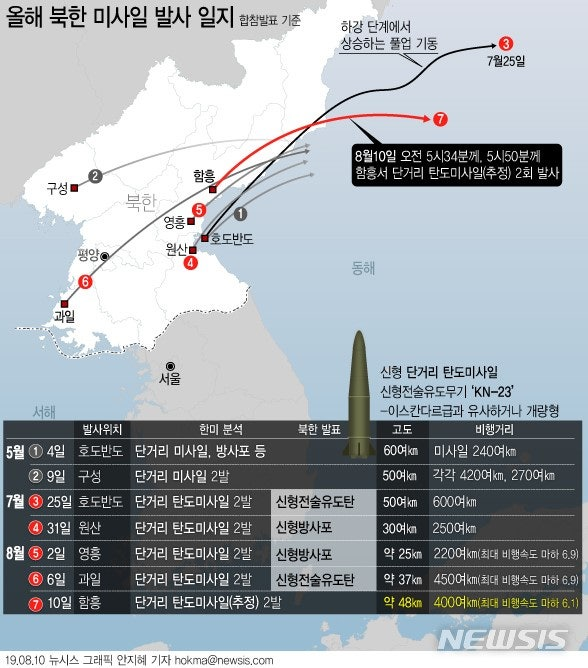 올해 북한 미사일 발사 일지 합참발표 기준
하강 단계에서
상승하는 풀업 기동
3
7월25일
7
8월10일 오전 5시34분께, 5시50분께
함흥서 단거리 탄도미사일(추정) 2회 발사
2
구성
함흥
북한
5
1
영흥
호도반도
원산
4
평양
동해
6
과일
서울
서해
신형 단거리 탄도미사일
신형전술유도무기 'KN-23'
-이스칸다르급과 유사하거나 개량형
발사위치 한미 분석 북한 발표 고도 비행거리
5월 1 4일 호도반도 단거리 미사일, 방사포 등 60여km 미사일 240여km
2 9일 구성 단거리 미사일 2발 50여km 각각 420여km, 270여km
7월 3 25일 호도반도 단거리 탄도미사일 2발 신형전술유도탄 50여km 600여km
4 31일 원산 단거리 탄도미사일 2발 신형방사포 30여km 250여km
8월 5 2일 영흥 단거리 탄도미사일 2발 신형방사포 약 25km 220여km(최대 비행속도 마하 6.9)
6 6일 과일 단거리 탄도미사일 2발 신형전술유도탄 약 37km 450여km(최대 비행속도 마하 6.9)
7 10일 함흥 단거리 탄도미사일(추정) 2발 약 48km 400여km(최대 비행속도 마하 6.1)
19.08.10 뉴시스 그래픽 안지혜 기자 hokma@newsis.com
NEWSIS